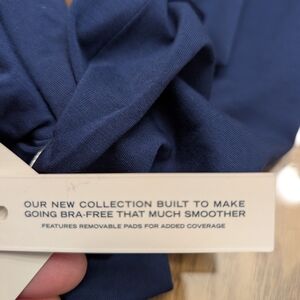 OUR NEW COLLECTION BUILT TO MAKE
GOING BRA-FREE THAT MUCH SMOOTHER
FEATURES REMOVABLE PADS FOR ADDED COVERAGE